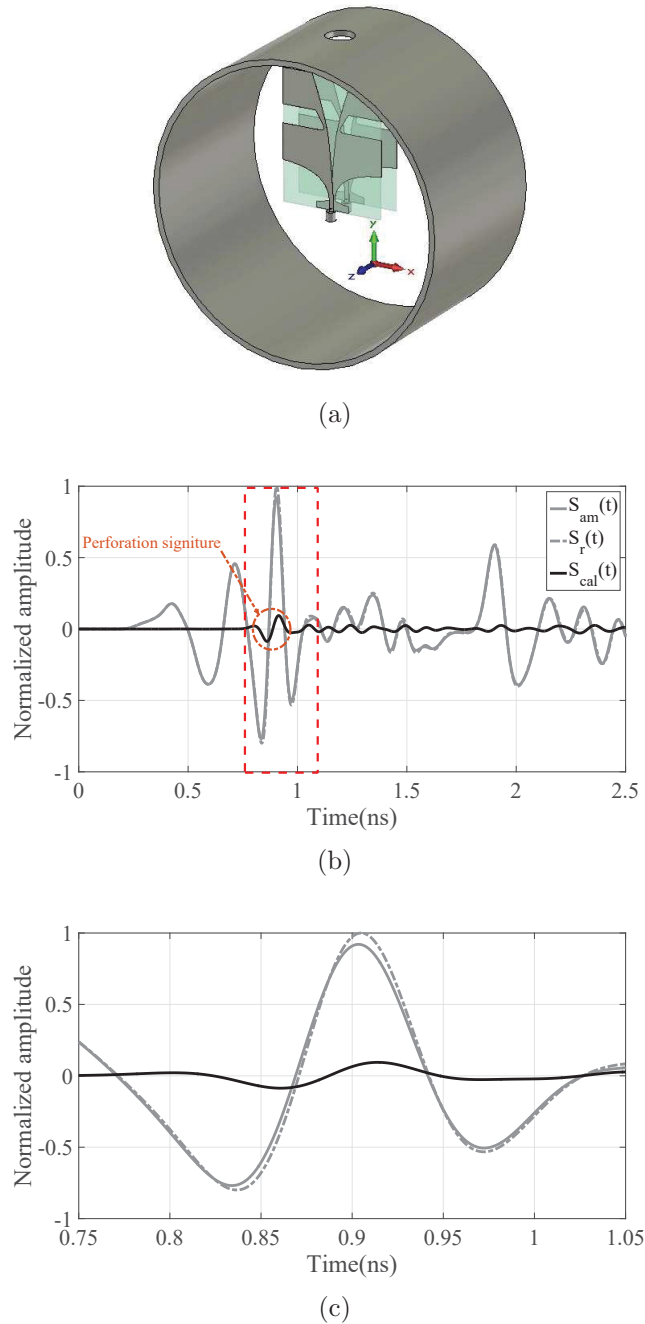 y
z
x
(a)
1
0.5
0
-0.5
-1
Normalized amplitude
Perforation signiture
S_am(t)
S_r(t)
S_cal(t)
0 0.5 1 1.5 2 2.5
Time(ns)
(b)
1
0.5
0
-0.5
-1
Normalized amplitude
0.75 0.8 0.85 0.9 0.95 1 1.05
Time(ns)
(c)